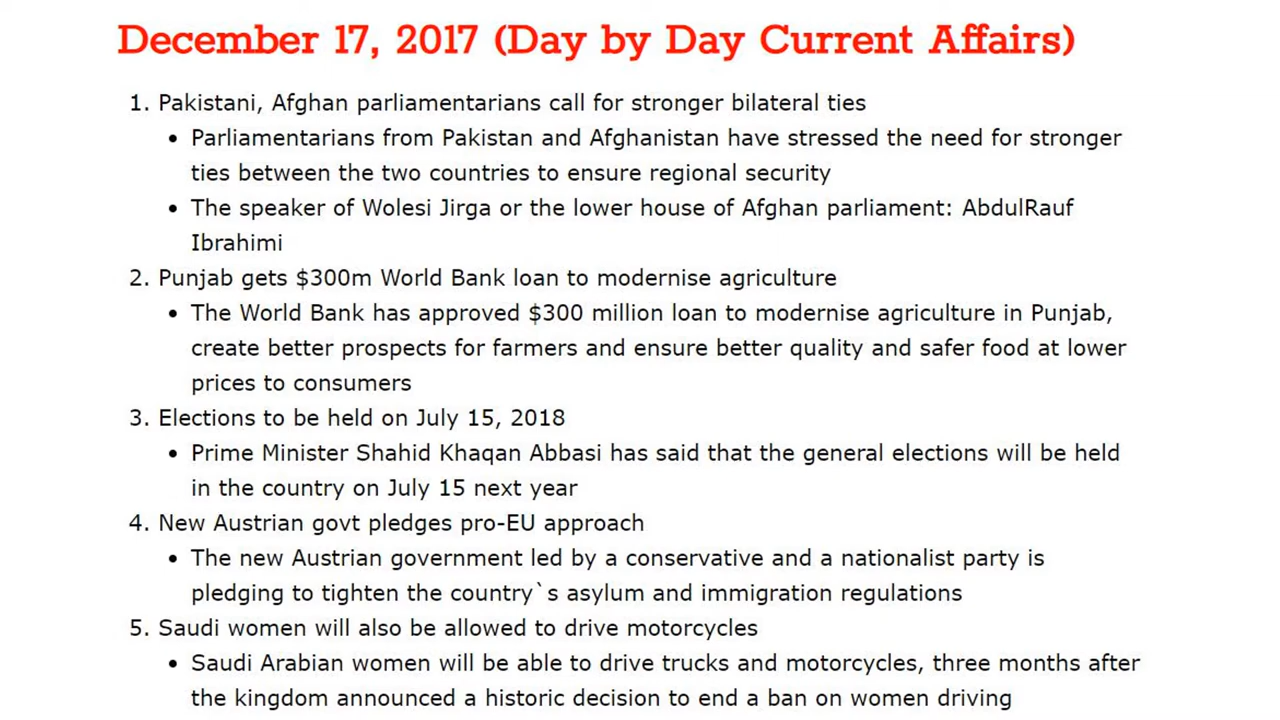 December 17, 2017 (Day by Day Current Affairs)
1. Pakistani, Afghan parliamentarians call for stronger bilateral ties
• Parliamentarians from Pakistan and Afghanistan have stressed the need for stronger
ties between the two countries to ensure regional security
• The speaker of Wolesi Jirga or the lower house of Afghan parliament: AbdulRauf
Ibrahimi
2. Punjab gets $300m World Bank loan to modernise agriculture
• The World Bank has approved $300 million loan to modernise agriculture in Punjab,
create better prospects for farmers and ensure better quality and safer food at lower
prices to consumers
3. Elections to be held on July 15, 2018
• Prime Minister Shahid Khaqan Abbasi has said that the general elections will be held
in the country on July 15 next year
4. New Austrian govt pledges pro-EU approach
• The new Austrian government led by a conservative and a nationalist party is
pledging to tighten the country`s asylum and immigration regulations
5. Saudi women will also be allowed to drive motorcycles
• Saudi Arabian women will be able to drive trucks and motorcycles, three months after
the kingdom announced a historic decision to end a ban on women driving